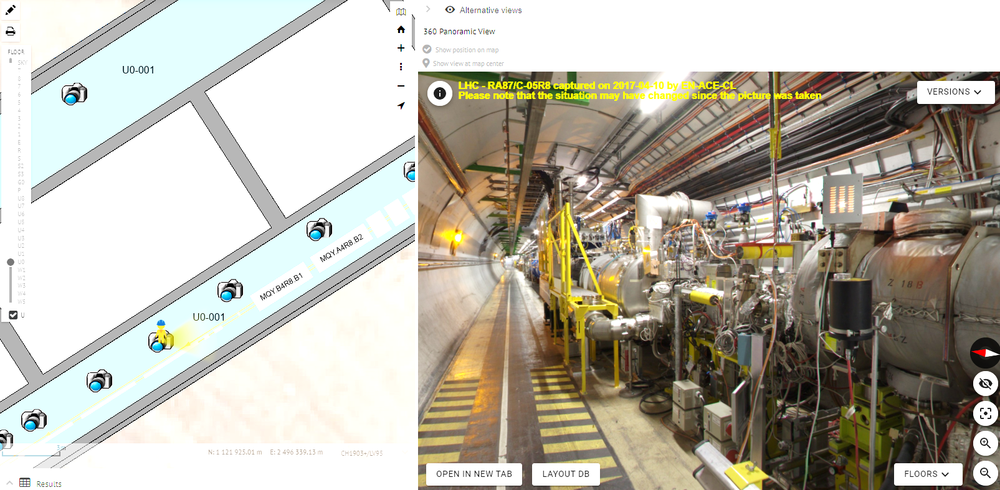 FLOOR
SKY
T
8
7
6
5
4
3
2
1
E
R
S
S2
S3
G0
P
U8
U7
U6
U5
U4
U3
U2
U1
U0
W1
W2
W3
W4
W5
U
U0-001
MQY.A4R8.B2
MQY.B4R8.B1
U0-001
3m
N: 1 121 925.01 m E: 2 496 339.13 m CH1903+/LV95
Results
Alternative views
360 Panoramic View
Show position on map
Show view at map center
LHC - RA87/C-05R8 captured on 2017-04-10 by EN-ACE-CL
Please note that the situation may have changed since the picture was taken
VERSIONS
Z 18 B
OPEN IN NEW TAB
LAYOUT DB
FLOORS